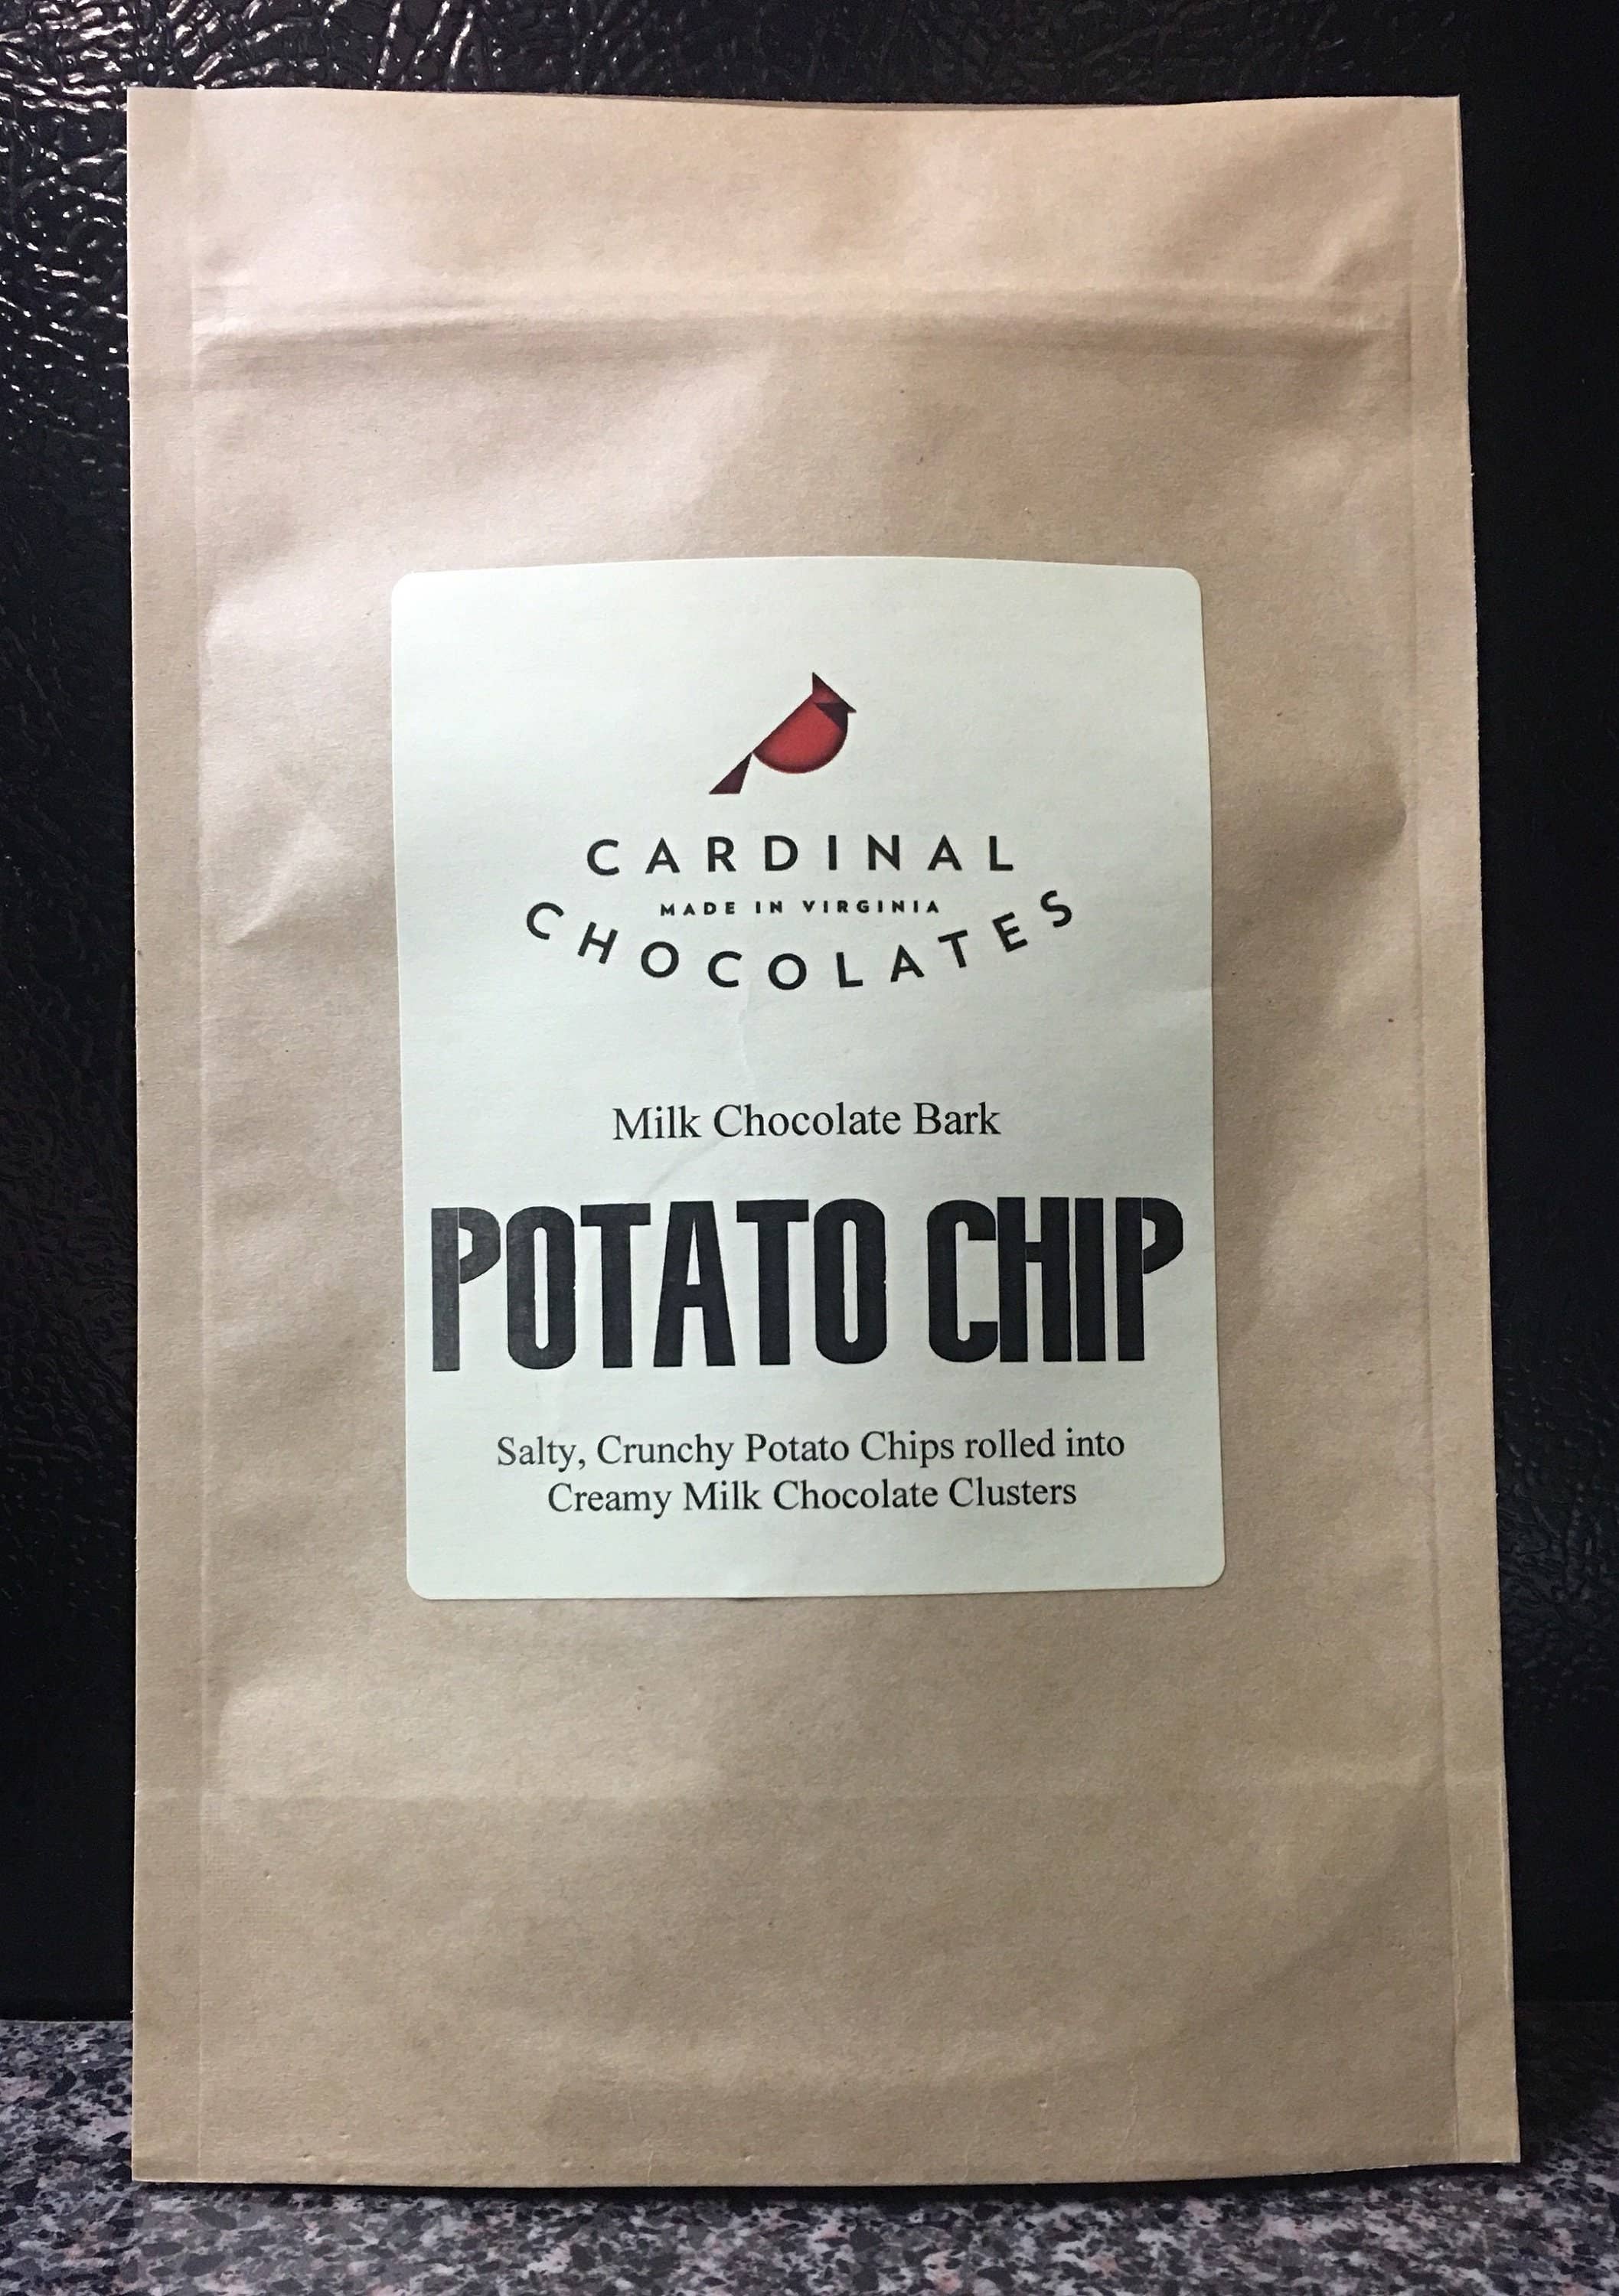 CARDINAL
MADE IN VIRGINIA
CHOCOLATES
Milk Chocolate Bark
POTATO CHIP
Salty, Crunchy Potato Chips rolled into
Creamy Milk Chocolate Clusters